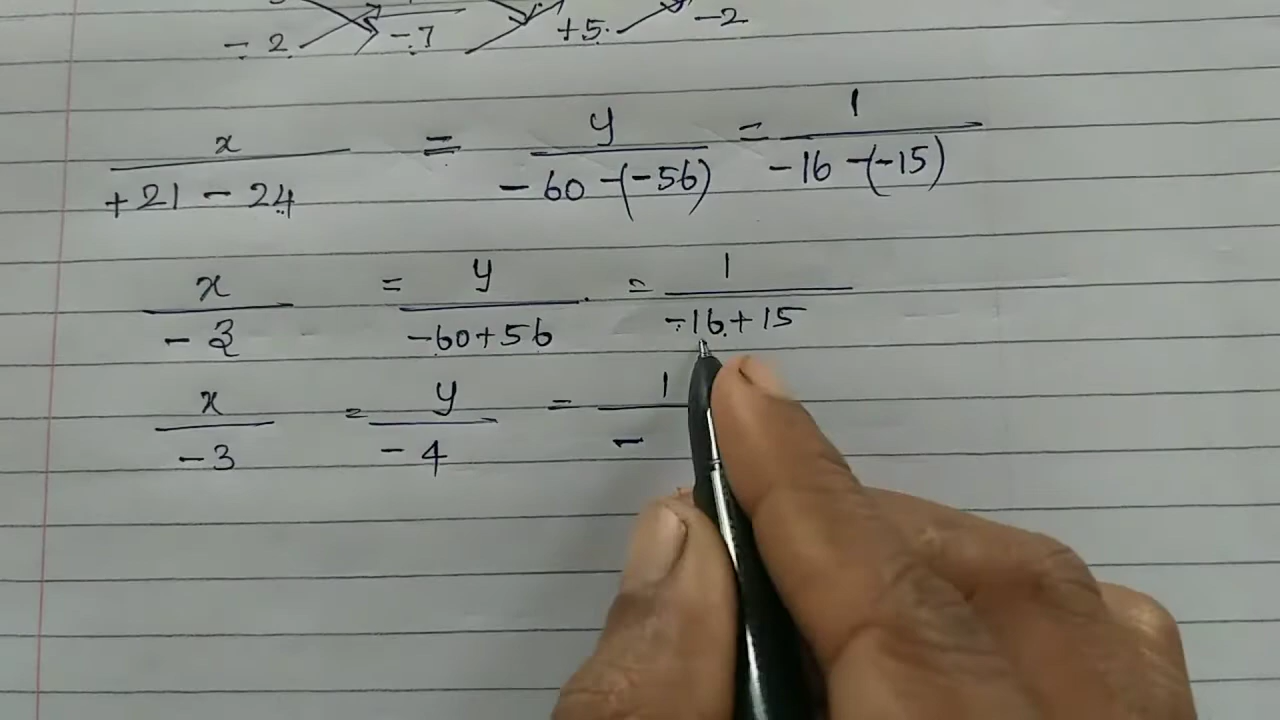 - 2 - 7 + 5 - 2
x/(+21 - 24) = y/(-60 -(-56)) = 1/(-16 -(-15))
x/(-3) = y/(-60+56) = 1/(-16+15)
x/(-3) = y/(-4) = 1/-